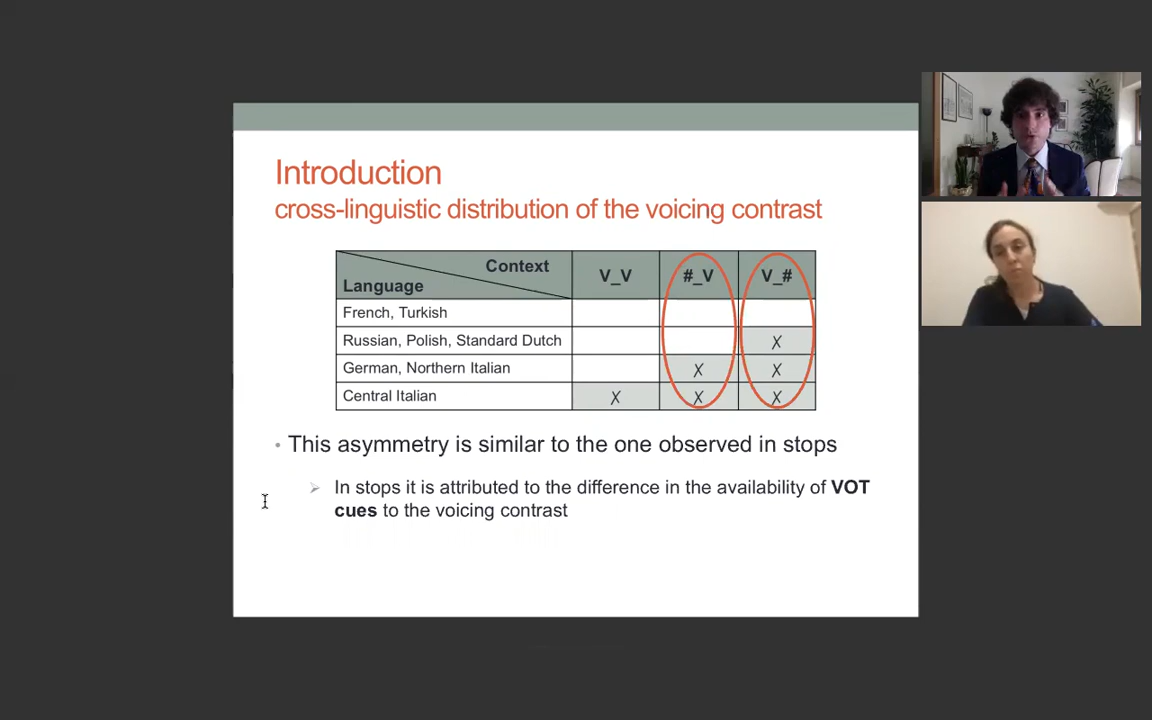 Introduction
cross-linguistic distribution of the voicing contrast
Context
Language
V_V
#_V
V_#
French, Turkish
Russian, Polish, Standard Dutch
X
German, Northern Italian
X
X
Central Italian
X
X
X
• This asymmetry is similar to the one observed in stops
➢ In stops it is attributed to the difference in the availability of VOT
cues to the voicing contrast